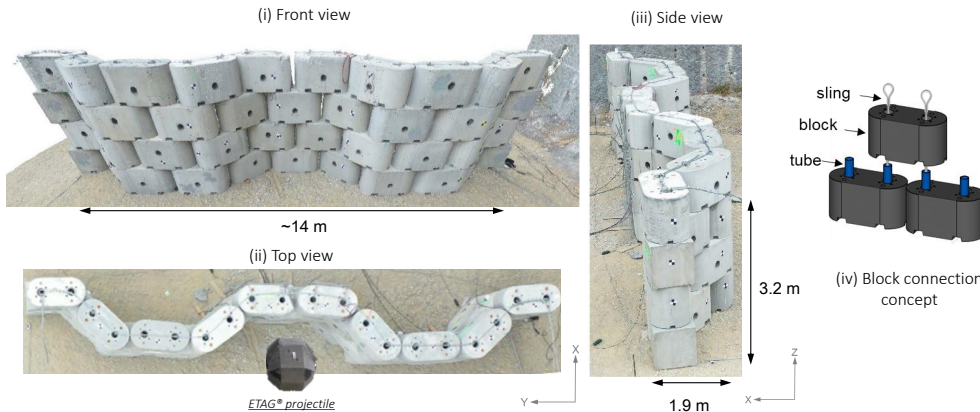 (i) Front view
~14 m
(ii) Top view
ETAG® projectile
Y
X
(iii) Side view
3.2 m
1.9 m
X
Z
sling
block
tube
(iv) Block connection
concept